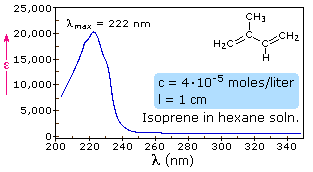 25,000
20,000
15,000
10,000
5,000
0
ε
λmax = 222 nm
CH₃
H₂C
CH₂
H
c = 4•10⁻⁵ moles/liter
l = 1 cm
Isoprene in hexane soln.
200 220 240 260 280 300 320 340
λ (nm)